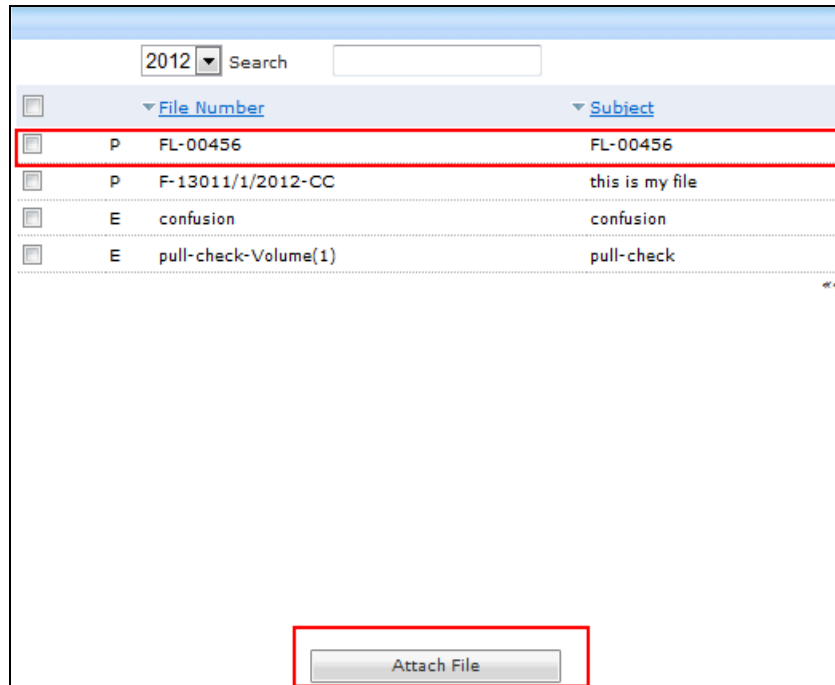 2012 Search
File Number Subject
P FL-00456 FL-00456
P F-13011/1/2012-CC this is my file
E confusion confusion
E pull-check-Volume(1) pull-check
Attach File